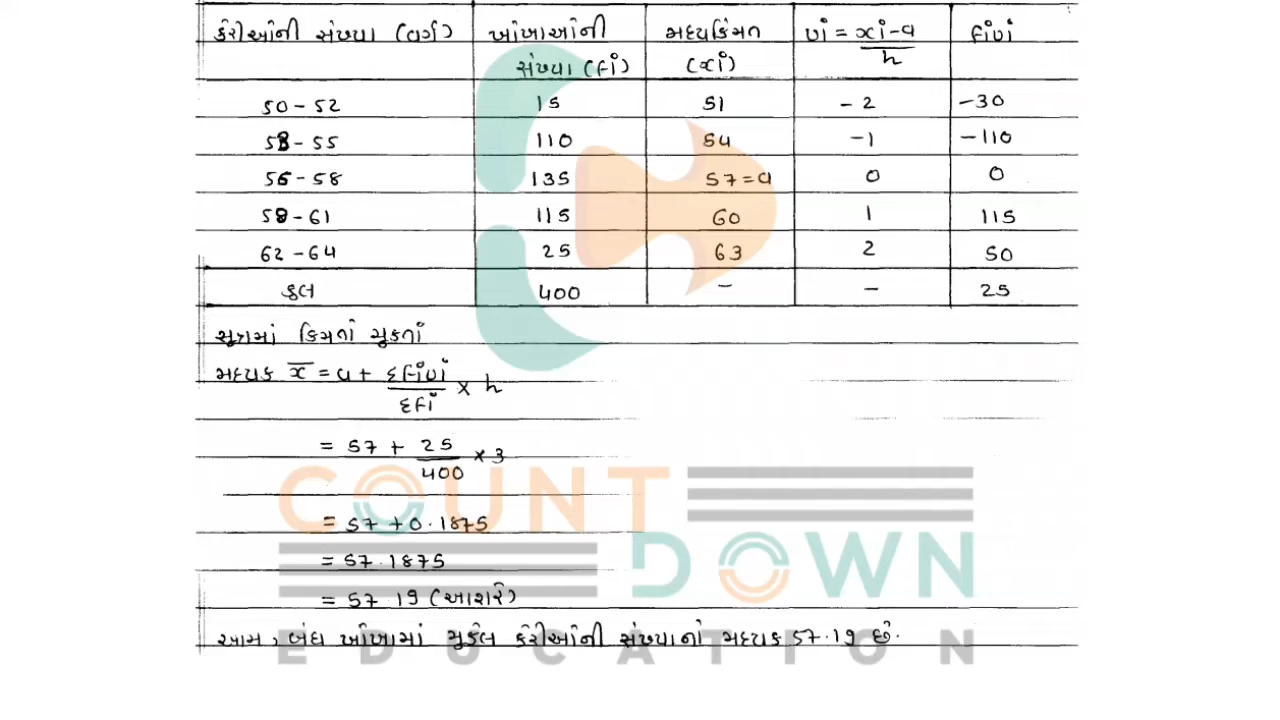 કેરીઓની સંખ્યા (વર્ગ) ખોખાઓની મધ્યકિંમત ui = xi-a fiui
સંખ્યા (fi) (xi) h
50-52 15 51 -2 -30
53-55 110 54 -1 -110
56-58 135 57=a 0 0
59-61 115 60 1 115
62-64 25 63 2 50
કુલ 400 - - 25
સૂત્રમાં કિંમતો મુકતાં
મધ્યક x̄ = a + Σfiui / Σfi × h
= 57 + 25/400 × 3
= 57 + 0.1875
= 57.1875
= 57.19 (આશરે)
આમ, બંધ ખોખામાં મુકેલ કેરીઓની સંખ્યાનો મધ્યક 57.19 છે.
COUNT
DOWN
EDUCATION